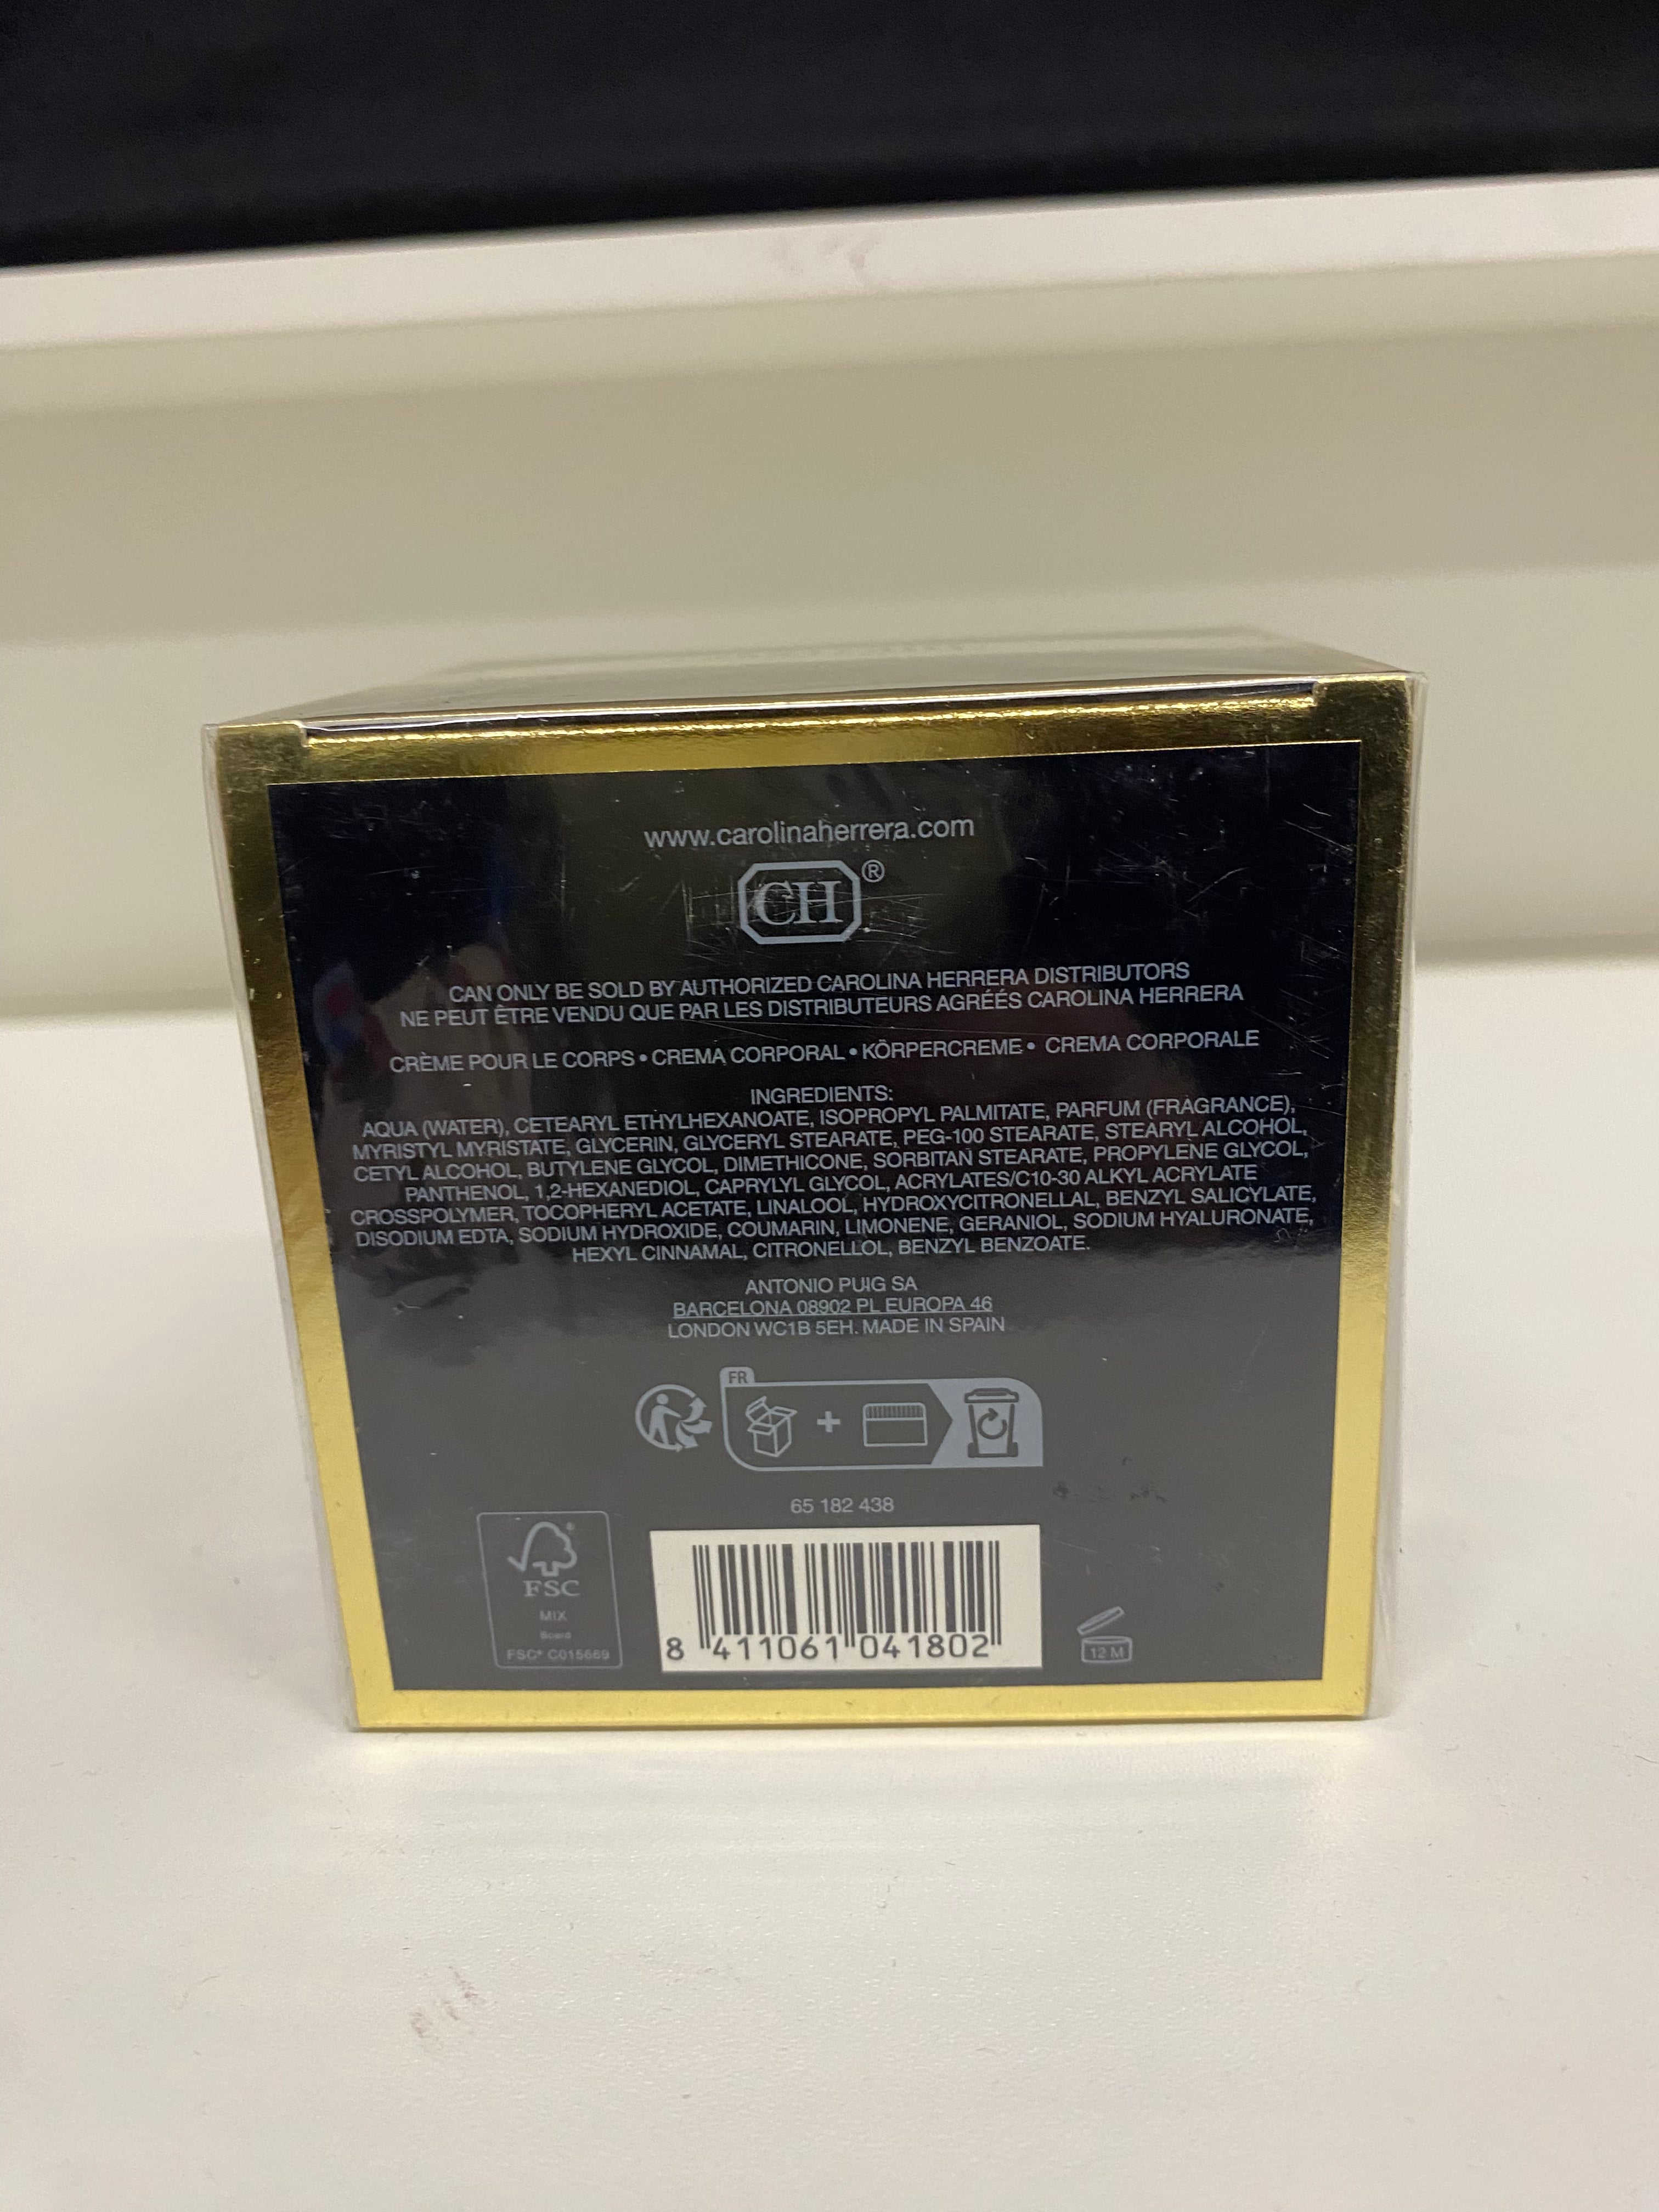 www.carolinaherrera.com
CH®
CAN ONLY BE SOLD BY AUTHORIZED CAROLINA HERRERA DISTRIBUTORS
NE PEUT ÊTRE VENDU QUE PAR LES DISTRIBUTEURS AGRÉÉS CAROLINA HERRERA
CRÈME POUR LE CORPS • CREMA CORPORAL • KÖRPERCREME • CREMA CORPORALE
INGREDIENTS:
AQUA (WATER), CETEARYL ETHYLHEXANOATE, ISOPROPYL PALMITATE, PARFUM (FRAGRANCE),
MYRISTYL MYRISTATE, GLYCERIN, GLYCERYL STEARATE, PEG-100 STEARATE, STEARYL ALCOHOL,
CETYL ALCOHOL, BUTYLENE GLYCOL, DIMETHICONE, SORBITAN STEARATE, PROPYLENE GLYCOL,
PANTHENOL, 1,2-HEXANEDIOL, CAPRYLYL GLYCOL, ACRYLATES/C10-30 ALKYL ACRYLATE
CROSSPOLYMER, TOCOPHERYL ACETATE, LINALOOL, HYDROXYCITRONELLAL, BENZYL SALICYLATE,
DISODIUM EDTA, SODIUM HYDROXIDE, COUMARIN, LIMONENE, GERANIOL, SODIUM HYALURONATE,
HEXYL CINNAMAL, CITRONELLOL, BENZYL BENZOATE.
ANTONIO PUIG SA
BARCELONA 08902 PL EUROPA 46
LONDON WC1B 5EH. MADE IN SPAIN
FR
+
65 182 438
FSC®
MIX
Board
FSC® C015669
8 411061 041802
12 M